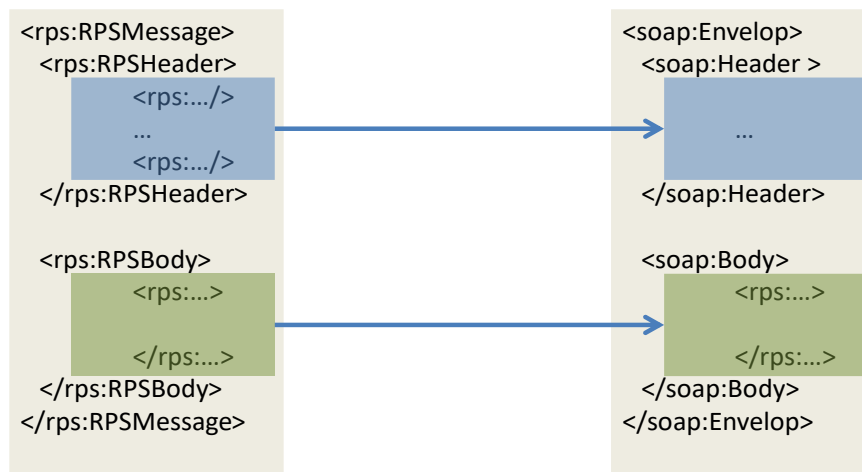 <rps:RPSMessage>
<rps:RPSHeader>
<rps:.../>
...
<rps:.../>
</rps:RPSHeader>
<rps:RPSBody>
<rps:...>
</rps:...>
</rps:RPSBody>
</rps:RPSMessage>
<soap:Envelop>
<soap:Header >
...
</soap:Header>
<soap:Body>
<rps:...>
</rps:...>
</soap:Body>
</soap:Envelop>